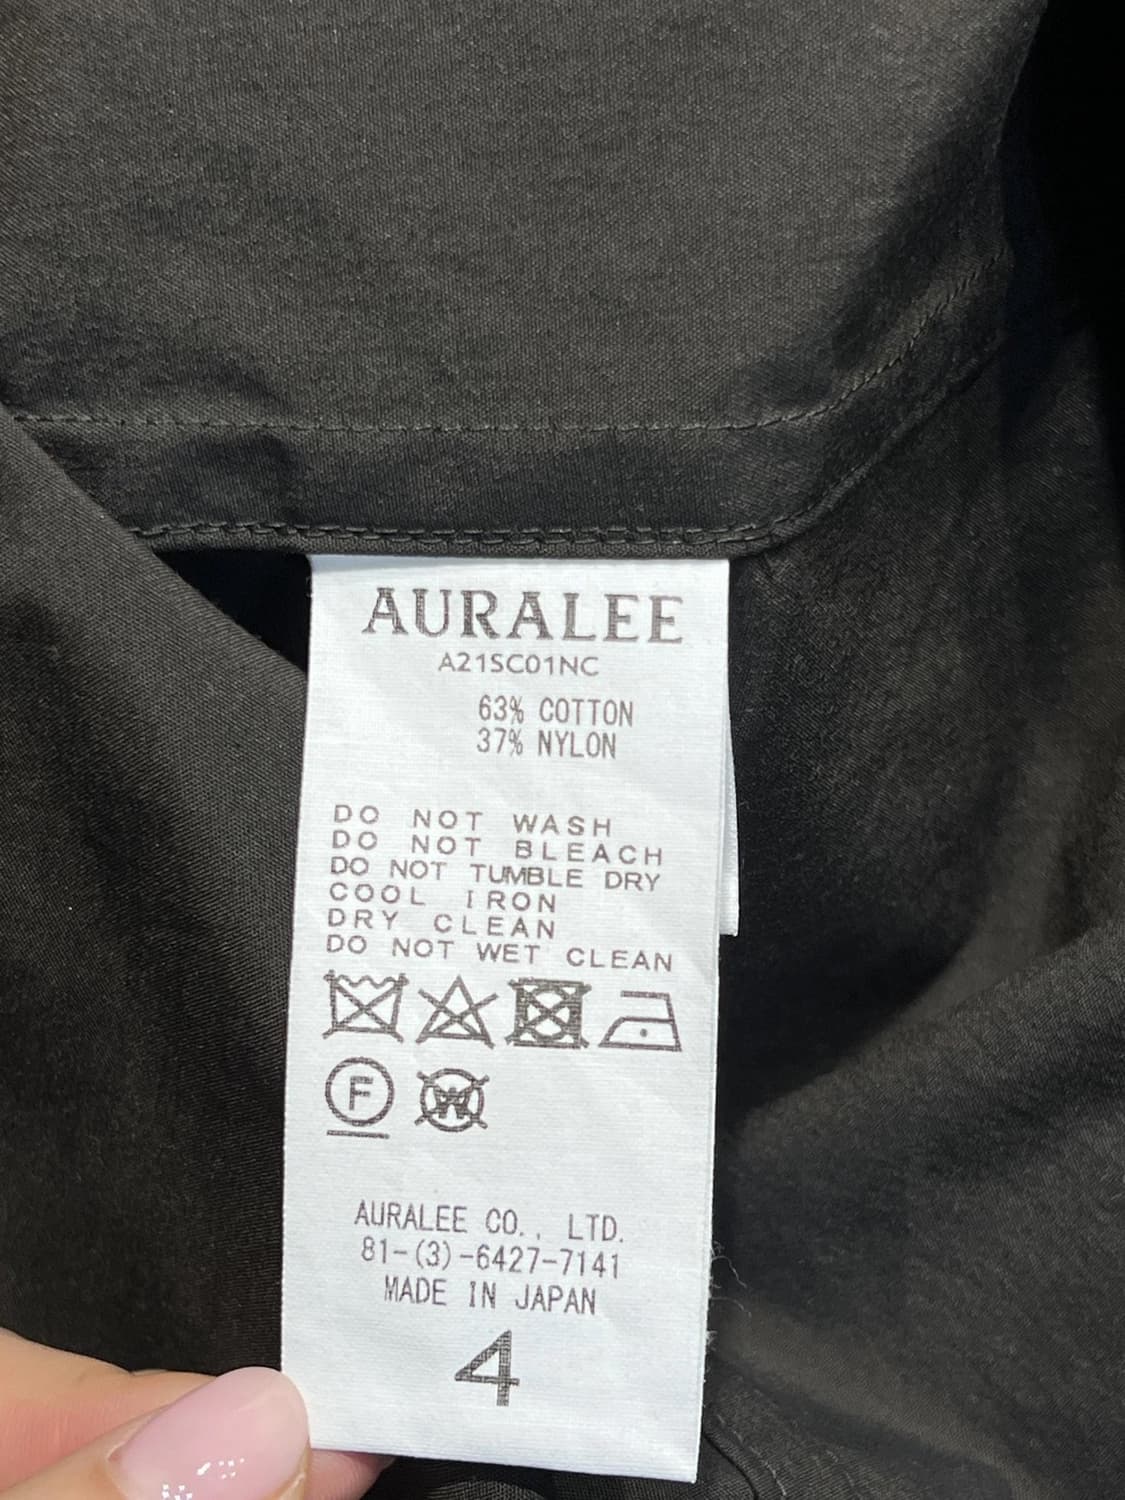 AURALEE
A21SC01NC
63% COTTON
37% NYLON
DO NOT WASH
DO NOT BLEACH
DO NOT TUMBLE DRY
COOL IRON
DRY CLEAN
DO NOT WET CLEAN
F W
AURALEE CO., LTD.
81-(3)-6427-7141
MADE IN JAPAN
4